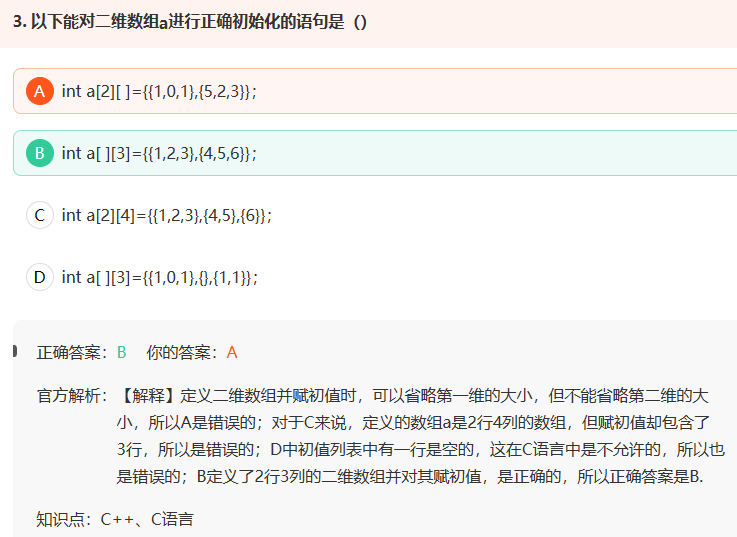 3. 以下能对二维数组a进行正确初始化的语句是（）
A int a[2][ ]={{1,0,1},{5,2,3}};
B int a[ ][3]={{1,2,3},{4,5,6}};
C int a[2][4]={{1,2,3},{4,5},{6}};
D int a[ ][3]={{1,0,1},{},{1,1}};
正确答案： B 你的答案： A
官方解析：【解释】定义二维数组并赋初值时，可以省略第一维的大小，但不能省略第二维的大
小，所以A是错误的；对于C来说，定义的数组a是2行4列的数组，但赋初值却包含了
3行，所以是错误的；D中初值列表中有一行是空的，这在C语言中是不允许的，所以也
是错误的；B定义了2行3列的二维数组并对其赋初值，是正确的，所以正确答案是B.
知识点：C++、C语言